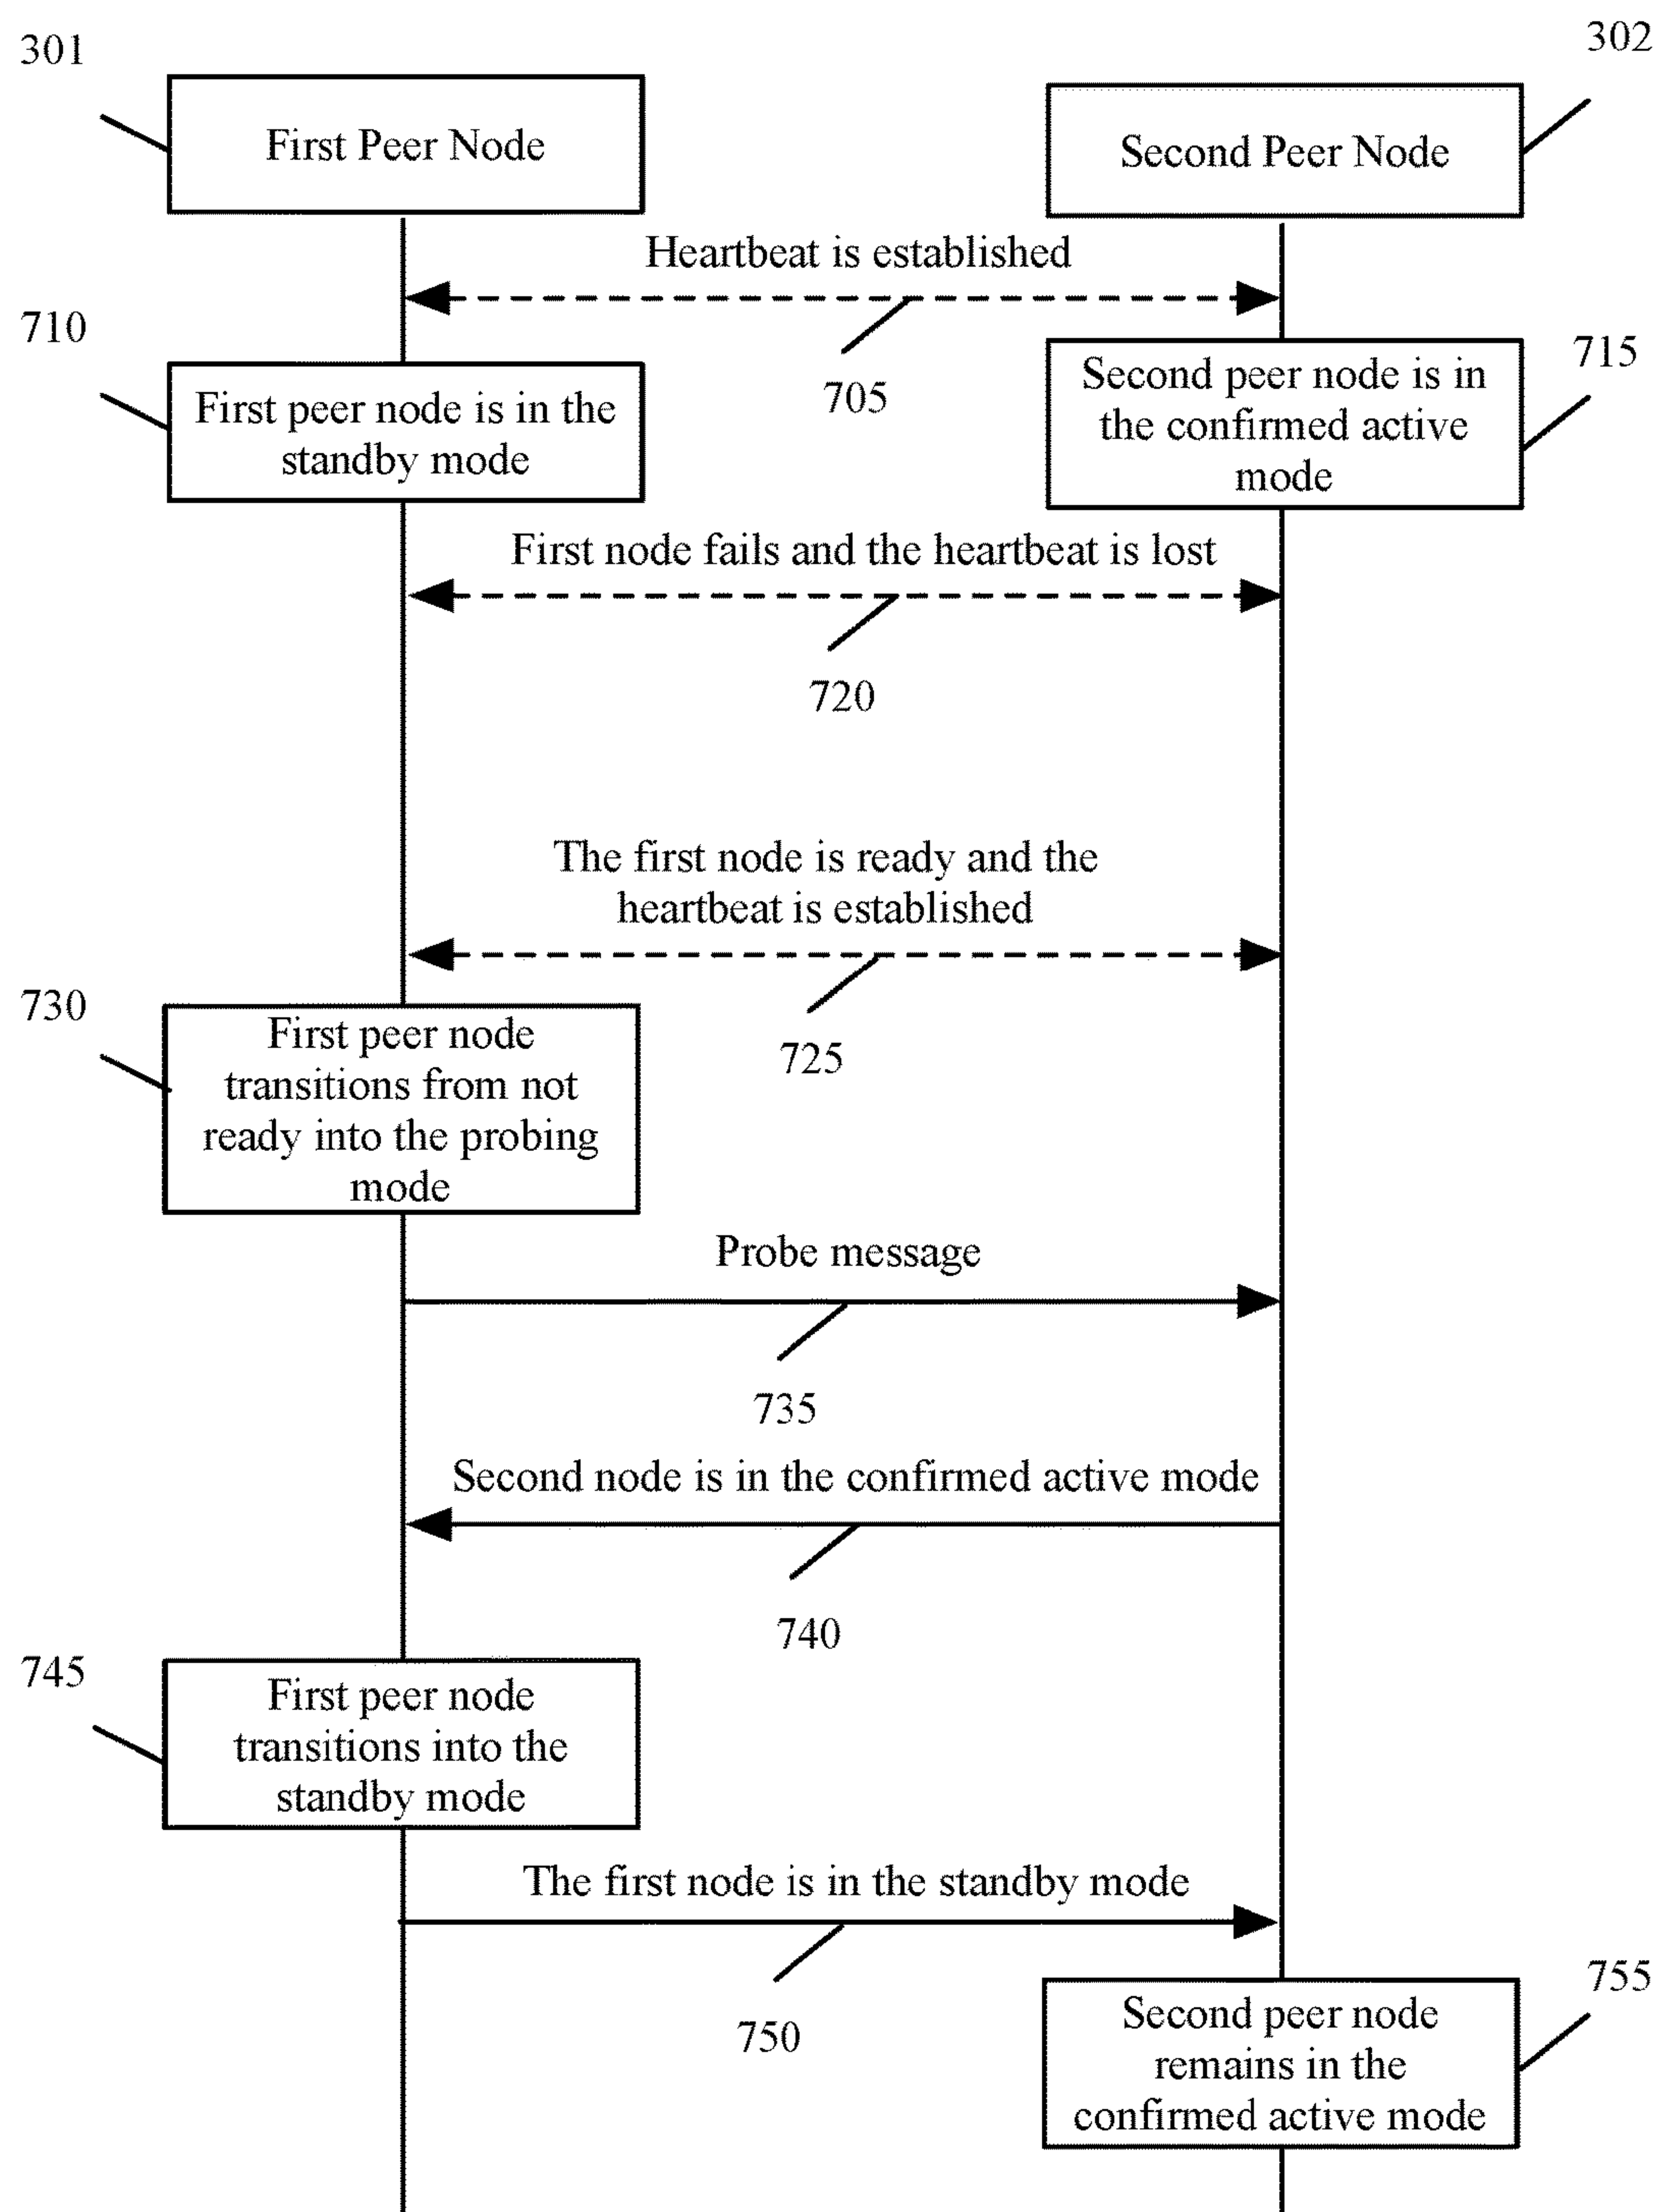 301
302
First Peer Node
Second Peer Node
Heartbeat is established
705
710
First peer node is in the
standby mode
715
Second peer node is in
the confirmed active
mode
First node fails and the heartbeat is lost
720
The first node is ready and the
heartbeat is established
725
730
First peer node
transitions from not
ready into the probing
mode
Probe message
735
Second node is in the confirmed active mode
740
745
First peer node
transitions into the
standby mode
The first node is in the standby mode
750
755
Second peer node
remains in the
confirmed active mode